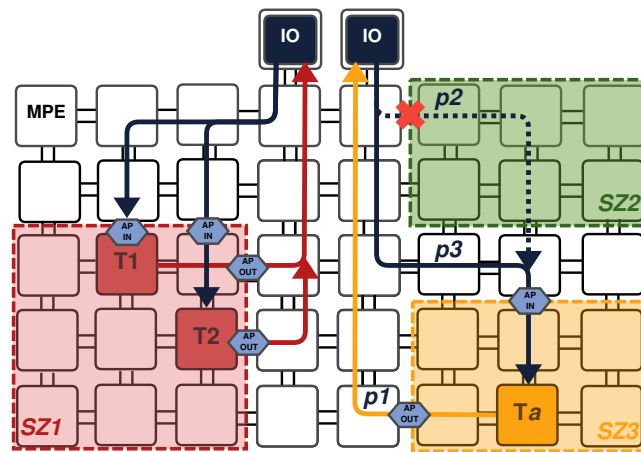 IO
IO
MPE
p2
SZ2
AP
IN
AP
IN
T1
AP
OUT
p3
AP
IN
T2
AP
OUT
p1
AP
OUT
Ta
SZ1
SZ3